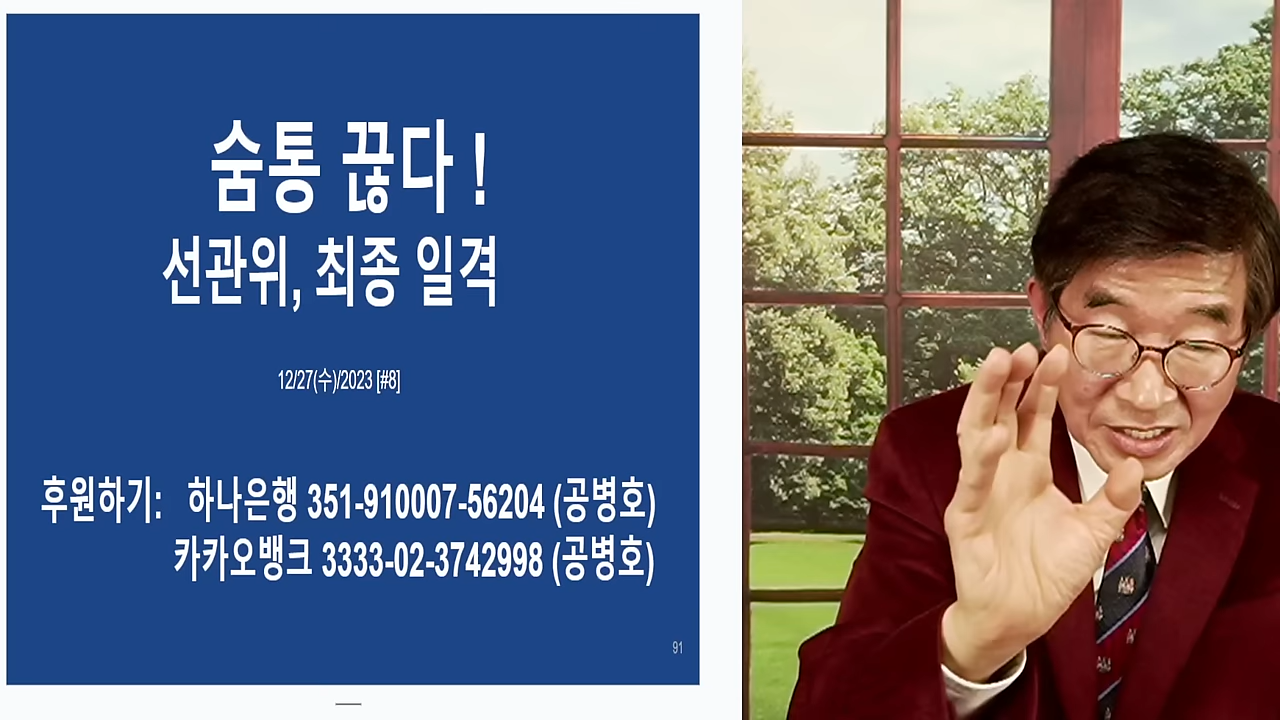 숨통 끊다 !
선관위, 최종 일격
12/27(수)/2023 [#8]
후원하기: 하나은행 351-910007-56204 (공병호)
카카오뱅크 3333-02-3742998 (공병호)
91